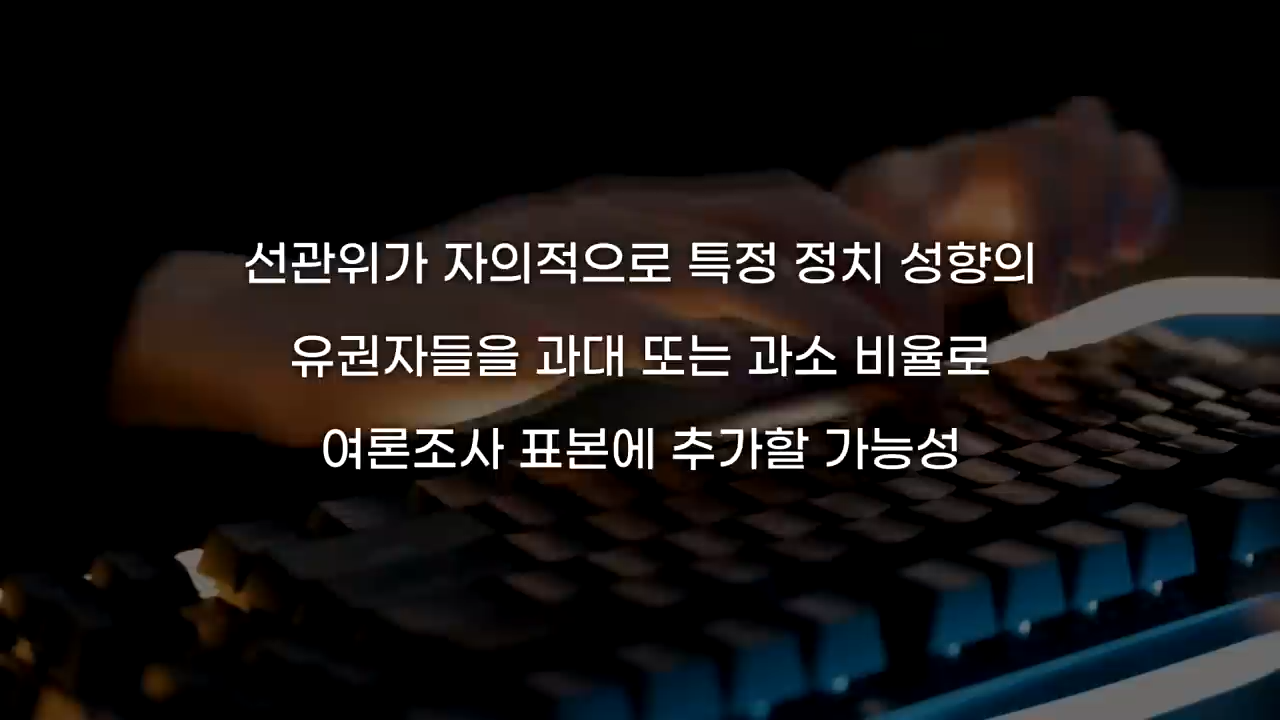 선관위가 자의적으로 특정 정치 성향의
유권자들을 과대 또는 과소 비율로
여론조사 표본에 추가할 가능성